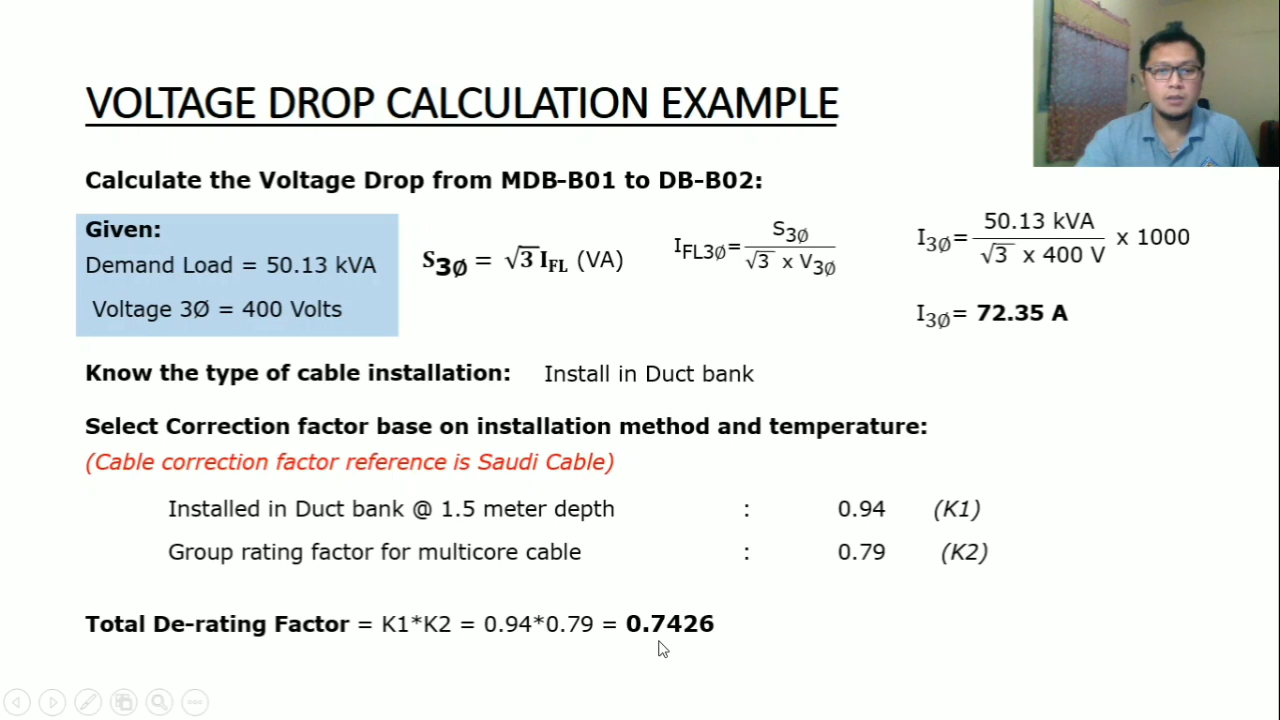 VOLTAGE DROP CALCULATION EXAMPLE
Calculate the Voltage Drop from MDB-B01 to DB-B02:
Given:
Demand Load = 50.13 kVA
Voltage 3Ø = 400 Volts
S3Ø = √3 IFL (VA)
IFL3Ø= S3Ø / √3 x V3Ø
I3Ø= 50.13 kVA / √3 x 400 V x 1000
I3Ø= 72.35 A
Know the type of cable installation: Install in Duct bank
Select Correction factor base on installation method and temperature:
(Cable correction factor reference is Saudi Cable)
Installed in Duct bank @ 1.5 meter depth : 0.94 (K1)
Group rating factor for multicore cable : 0.79 (K2)
Total De-rating Factor = K1*K2 = 0.94*0.79 = 0.7426